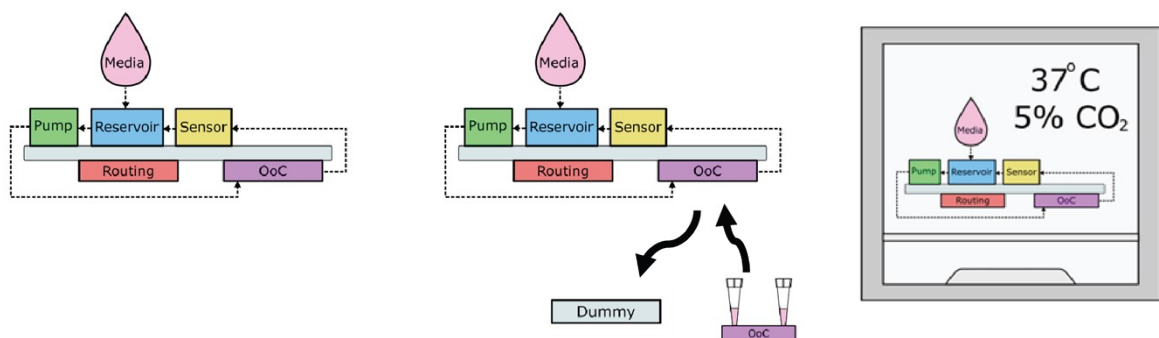 Media
Pump
Reservoir
Sensor
Routing
OoC
Media
Pump
Reservoir
Sensor
Routing
OoC
Dummy
OoC
37°C
5% CO₂
Media
Pump
Reservoir
Sensor
Routing
OoC